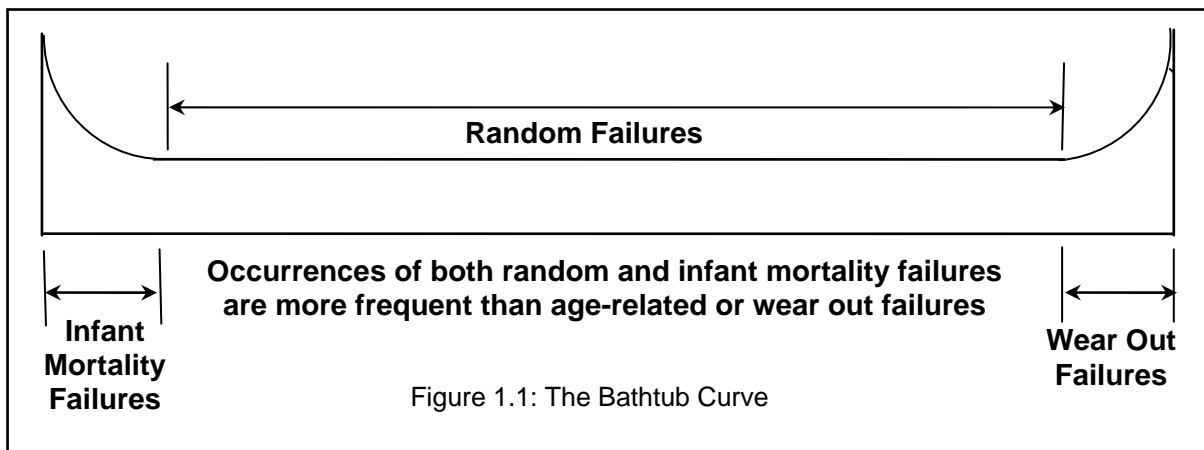 Random Failures
Occurrences of both random and infant mortality failures
are more frequent than age-related or wear out failures
Infant
Mortality
Failures
Wear Out
Failures
Figure 1.1: The Bathtub Curve